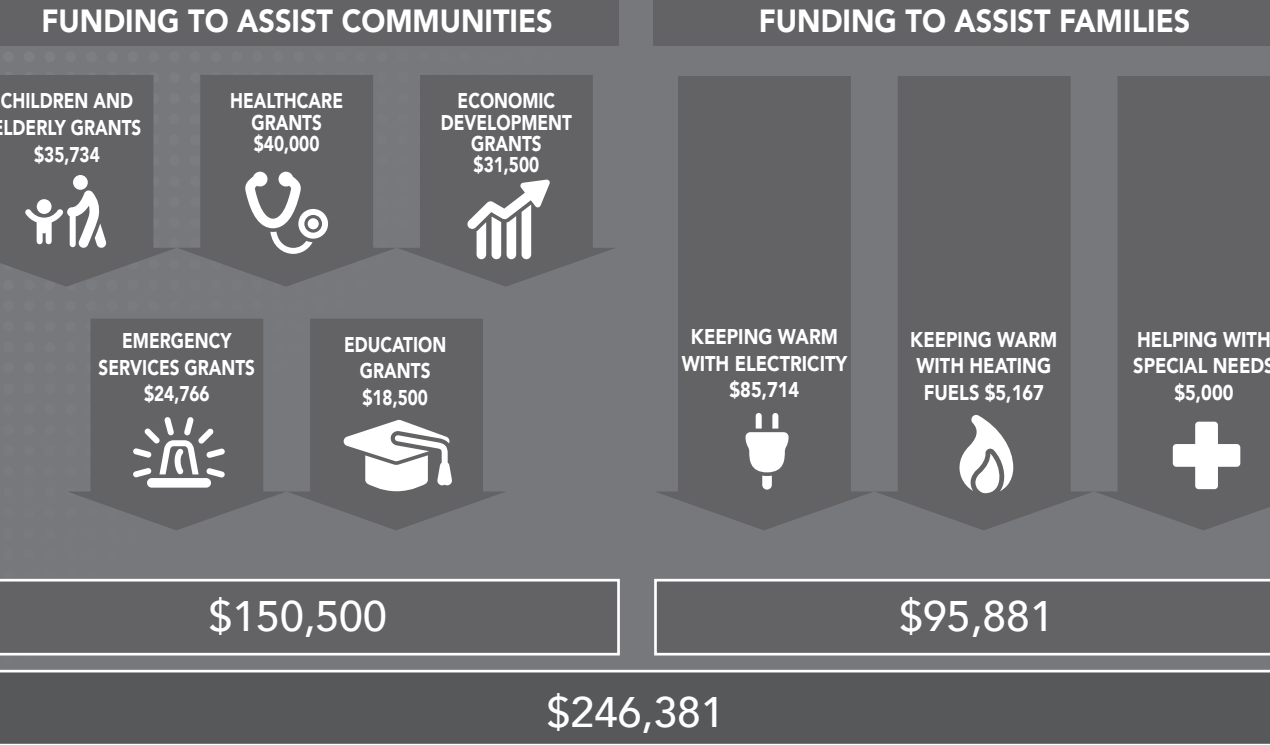 FUNDING TO ASSIST COMMUNITIES
CHILDREN AND
ELDERLY GRANTS
$35,734
HEALTHCARE
GRANTS
$40,000
ECONOMIC
DEVELOPMENT
GRANTS
$31,500
EMERGENCY
SERVICES GRANTS
$24,766
EDUCATION
GRANTS
$18,500
$150,500
FUNDING TO ASSIST FAMILIES
KEEPING WARM
WITH ELECTRICITY
$85,714
KEEPING WARM
WITH HEATING
FUELS $5,167
HELPING WITH
SPECIAL NEEDS
$5,000
$95,881
$246,381